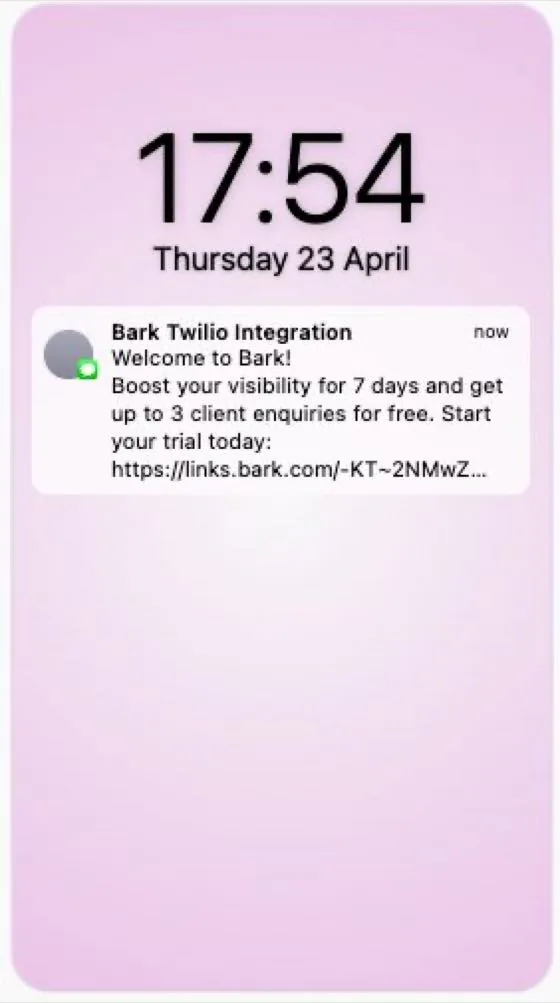 17:54
Thursday 23 April
Bark Twilio Integration
now
Welcome to Bark!
Boost your visibility for 7 days and get
up to 3 client enquiries for free. Start
your trial today:
https://links.bark.com/-KT~2NMwZ...